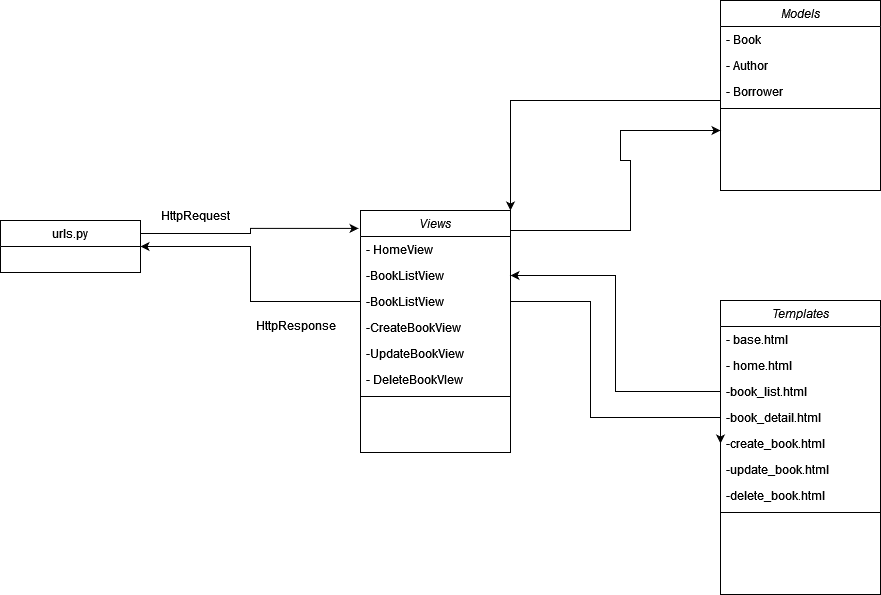 Models
- Book
- Author
- Borrower
HttpRequest
urls.py
Views
- HomeView
-BookListView
-BookListView
-CreateBookView
-UpdateBookView
- DeleteBookVIew
HttpResponse
Templates
- base.html
- home.html
-book_list.html
-book_detail.html
-create_book.html
-update_book.html
-delete_book.html